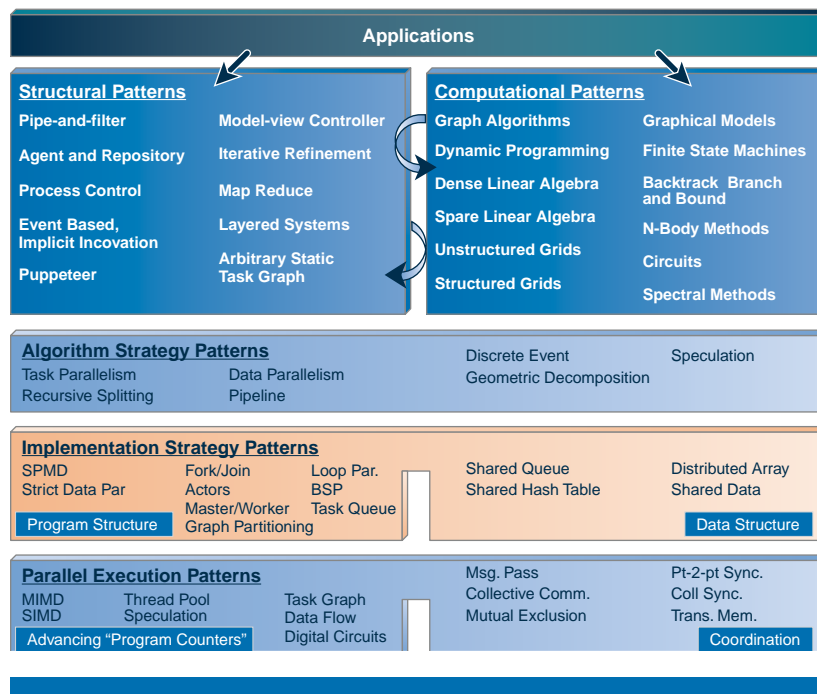 Applications
Structural Patterns
Pipe-and-filter
Agent and Repository
Process Control
Event Based,
Implicit Incovation
Puppeteer
Model-view Controller
Iterative Refinement
Map Reduce
Layered Systems
Arbitrary Static
Task Graph
Computational Patterns
Graph Algorithms
Dynamic Programming
Dense Linear Algebra
Spare Linear Algebra
Unstructured Grids
Structured Grids
Graphical Models
Finite State Machines
Backtrack Branch
and Bound
N-Body Methods
Circuits
Spectral Methods
Algorithm Strategy Patterns
Task Parallelism
Recursive Splitting
Data Parallelism
Pipeline
Discrete Event
Geometric Decomposition
Speculation
Implementation Strategy Patterns
SPMD
Strict Data Par
Fork/Join
Actors
Master/Worker
Graph Partitioning
Loop Par.
BSP
Task Queue
Program Structure
Shared Queue
Shared Hash Table
Distributed Array
Shared Data
Data Structure
Parallel Execution Patterns
MIMD
SIMD
Thread Pool
Speculation
Task Graph
Data Flow
Digital Circuits
Advancing “Program Counters”
Msg. Pass
Collective Comm.
Mutual Exclusion
Pt-2-pt Sync.
Coll Sync.
Trans. Mem.
Coordination